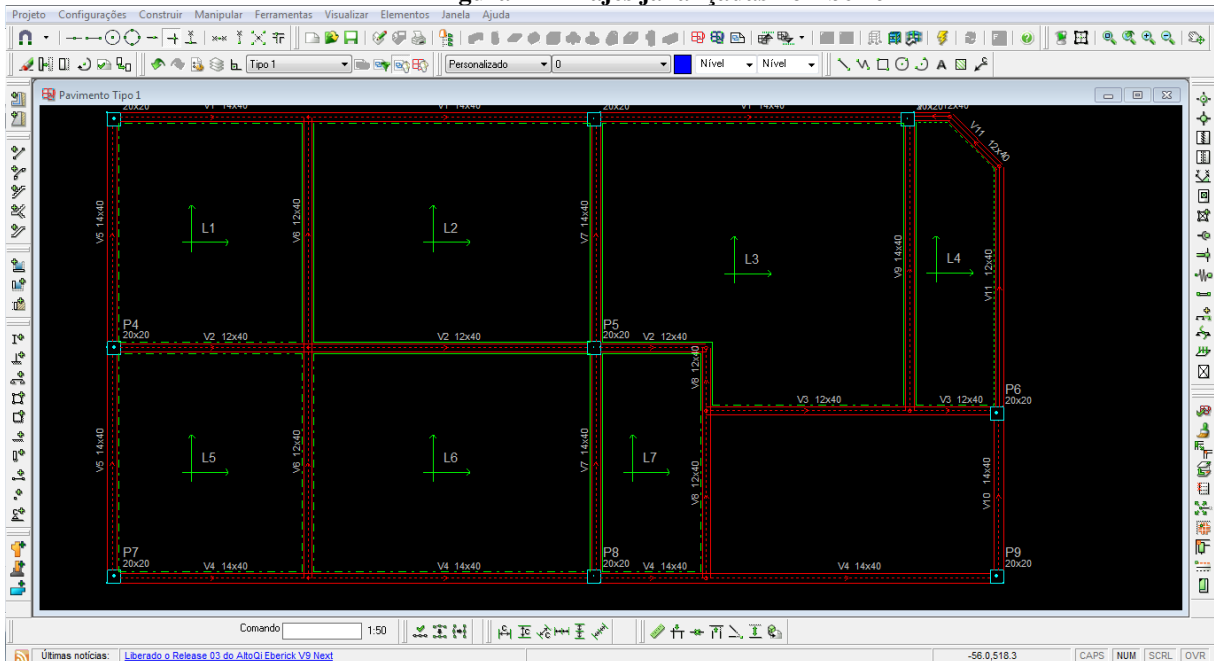 Projeto Configurações Construir Manipular Ferramentas Visualizar Elementos Janela Ajuda
Tipo 1
Personalizado
0
Nível
Nível
A
Pavimento Tipo 1
20x20
V1 14x40
V1 14x40
20x20
V1 14x40
V11 12x40
V5 14x40
L1
V6 12x40
L2
V7 14x40
L3
V9 14x40
L4
V11 12x40
P4
20x20
V2 12x40
V2 12x40
P5
20x20
V2 12x40
V8 12x40
V3 12x40
V3 12x40
P6
20x20
V5 14x40
L5
V6 12x40
L6
V7 14x40
L7
V8 12x40
V10 14x40
P7
20x20
V4 14x40
V4 14x40
P8
20x20
V4 14x40
V4 14x40
P9
20x20
Comando
1:50
Últimas notícias: Liberado o Release 03 do AltoQi Eberick V9 Next
-56.0,518.3
CAPS NUM SCRL OVR